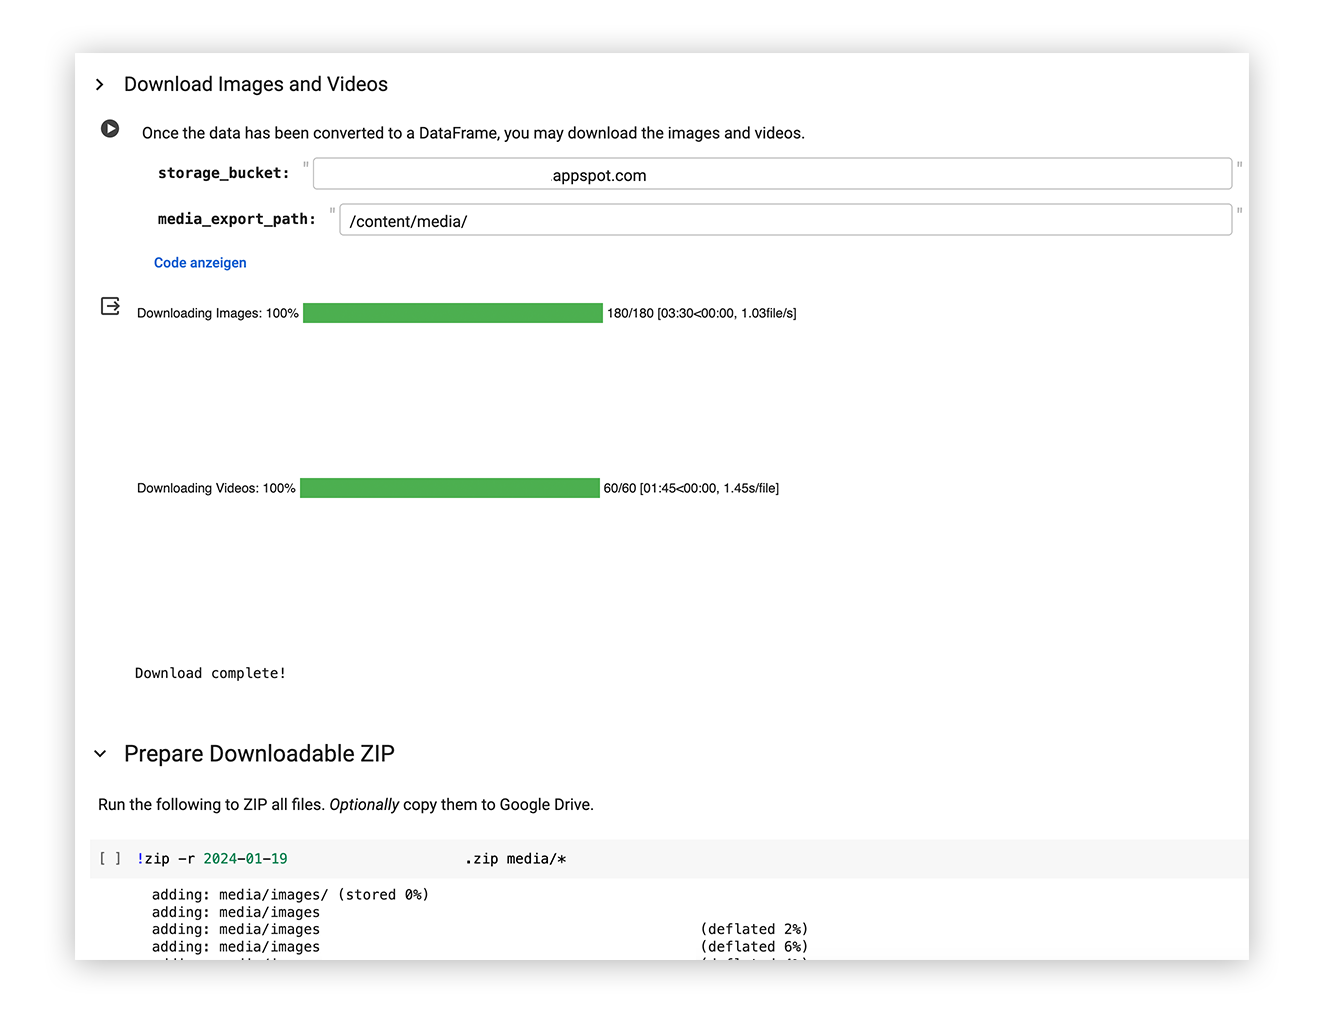 Download Images and Videos
Once the data has been converted to a DataFrame, you may download the images and videos.
storage_bucket: " .appspot.com "
media_export_path: " /content/media/ "
Code anzeigen
Downloading Images: 100% 180/180 [03:30<00:00, 1.03file/s]
Downloading Videos: 100% 60/60 [01:45<00:00, 1.45s/file]
Download complete!
Prepare Downloadable ZIP
Run the following to ZIP all files. Optionally copy them to Google Drive.
[ ] !zip -r 2024-01-19 .zip media/*
adding: media/images/ (stored 0%)
adding: media/images
adding: media/images (deflated 2%)
adding: media/images (deflated 6%)